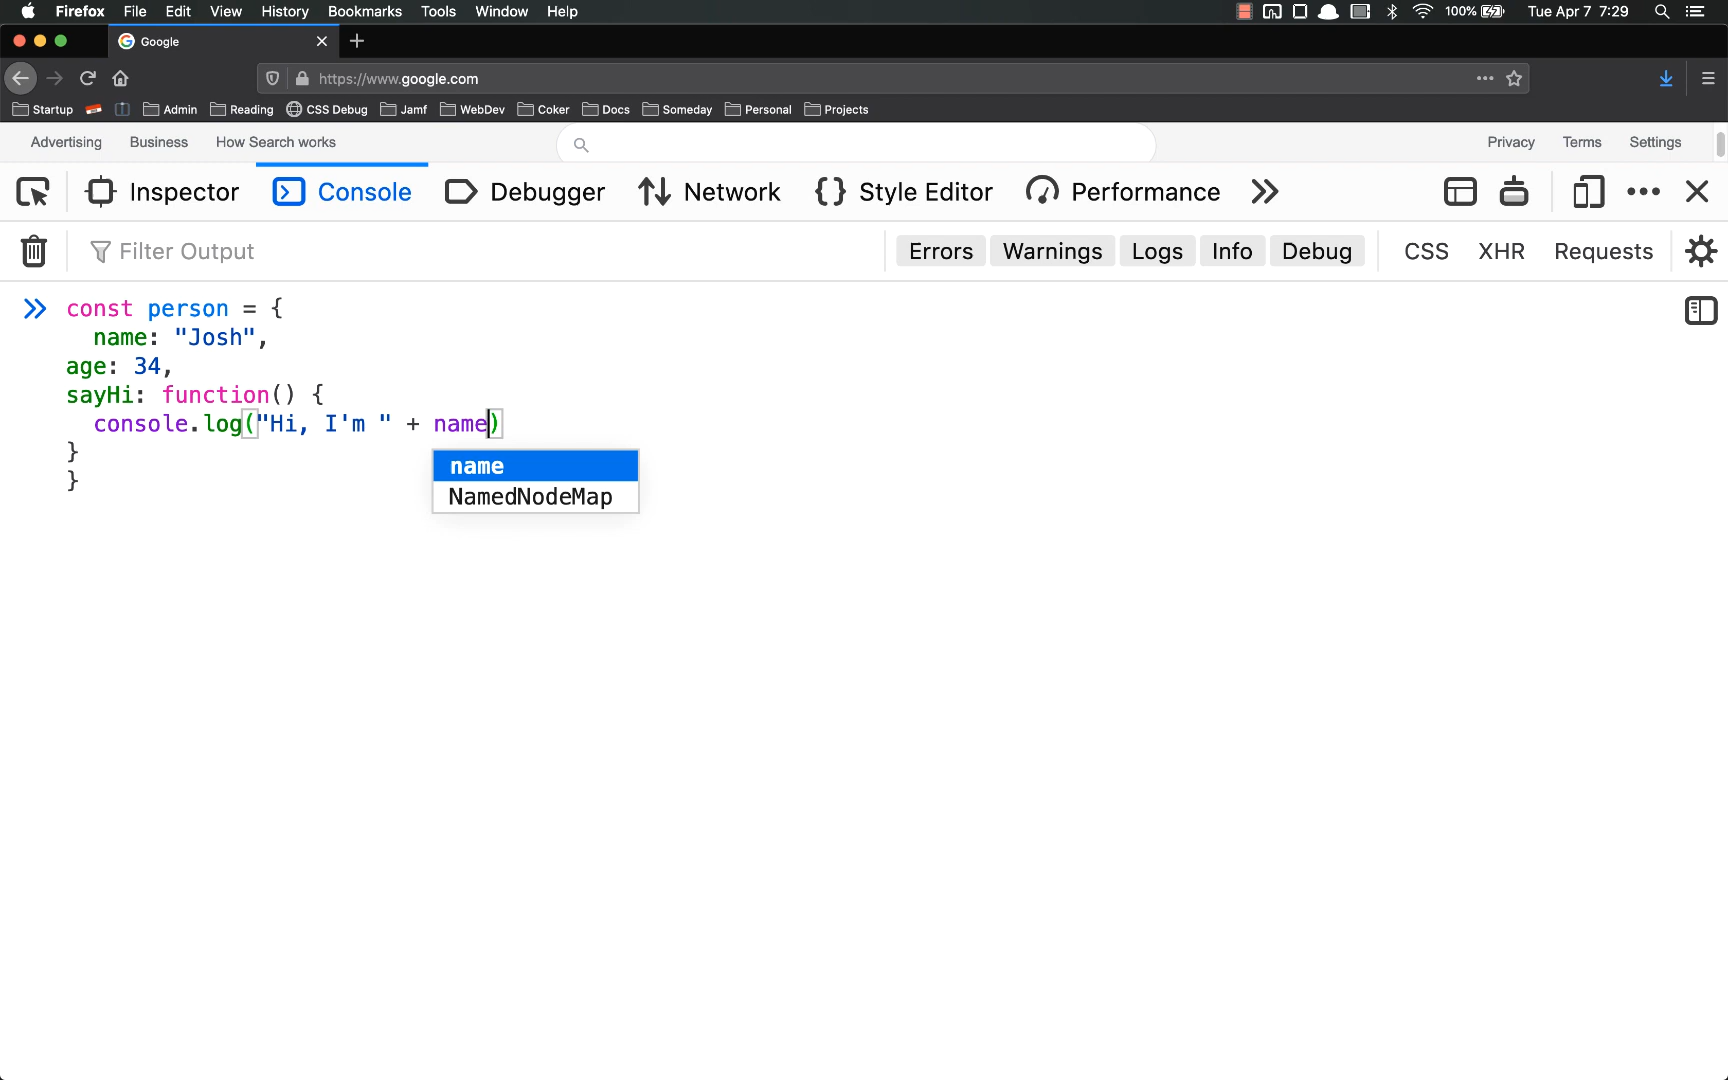 Firefox File Edit View History Bookmarks Tools Window Help 100% Tue Apr 7 7:29
Google
https://www.google.com
Startup Admin Reading CSS Debug Jamf WebDev Coker Docs Someday Personal Projects
Advertising Business How Search works Privacy Terms Settings
Inspector Console Debugger Network Style Editor Performance
Filter Output Errors Warnings Logs Info Debug CSS XHR Requests
const person = {
name: "Josh",
age: 34,
sayHi: function() {
console.log("Hi, I'm " + name)
}
}
name
NamedNodeMap